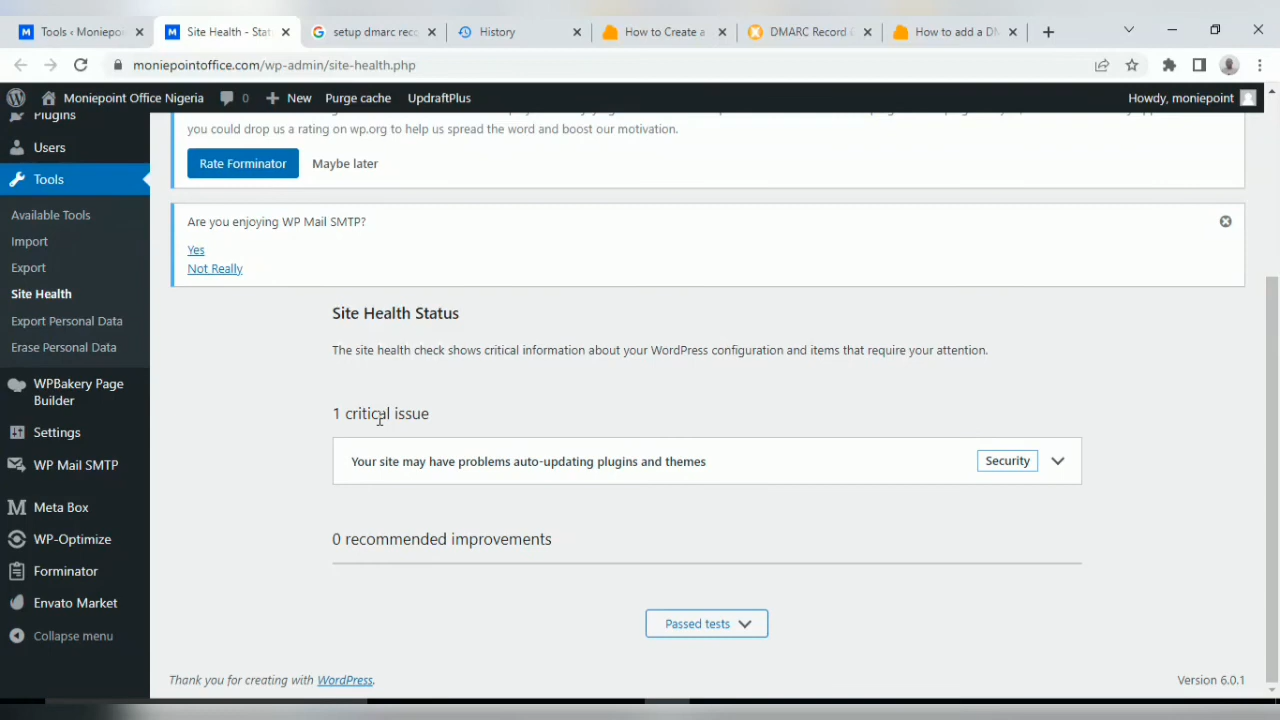 Tools ‹ Moniepoi
Site Health - Stat
setup dmarc rec
History
How to Create a
DMARC Record
How to add a DM
moniepointoffice.com/wp-admin/site-health.php
Moniepoint Office Nigeria
0
New
Purge cache
UpdraftPlus
Howdy, moniepoint
Plugins
Users
Tools
Available Tools
Import
Export
Site Health
Export Personal Data
Erase Personal Data
WPBakery Page
Builder
Settings
WP Mail SMTP
Meta Box
WP-Optimize
Forminator
Envato Market
Collapse menu
you could drop us a rating on wp.org to help us spread the word and boost our motivation.
Rate Forminator
Maybe later
Are you enjoying WP Mail SMTP?
Yes
Not Really
Site Health Status
The site health check shows critical information about your WordPress configuration and items that require your attention.
1 critical issue
Your site may have problems auto-updating plugins and themes
Security
0 recommended improvements
Passed tests
Thank you for creating with WordPress.
Version 6.0.1